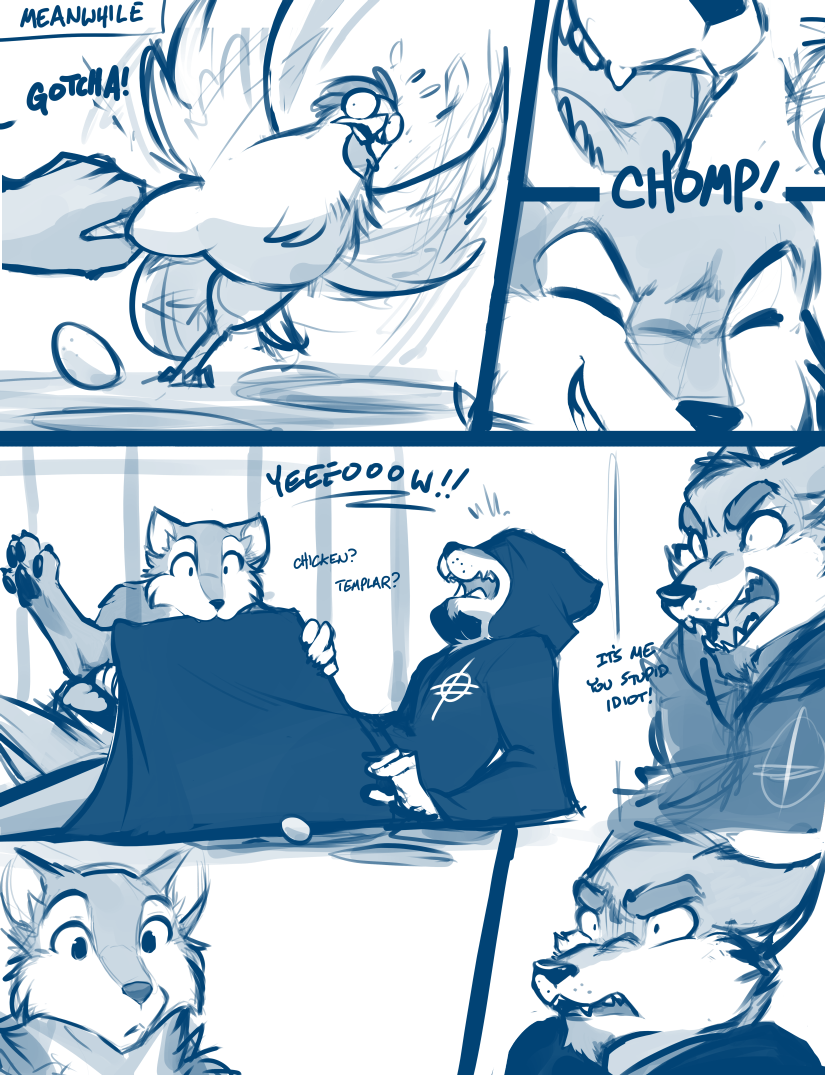 MEANWHILE
GOTCHA!
CHOMP!
YEEEOOOW!!
CHICKEN?
TEMPLAR?
IT'S ME
YOU STUPID
IDIOT!